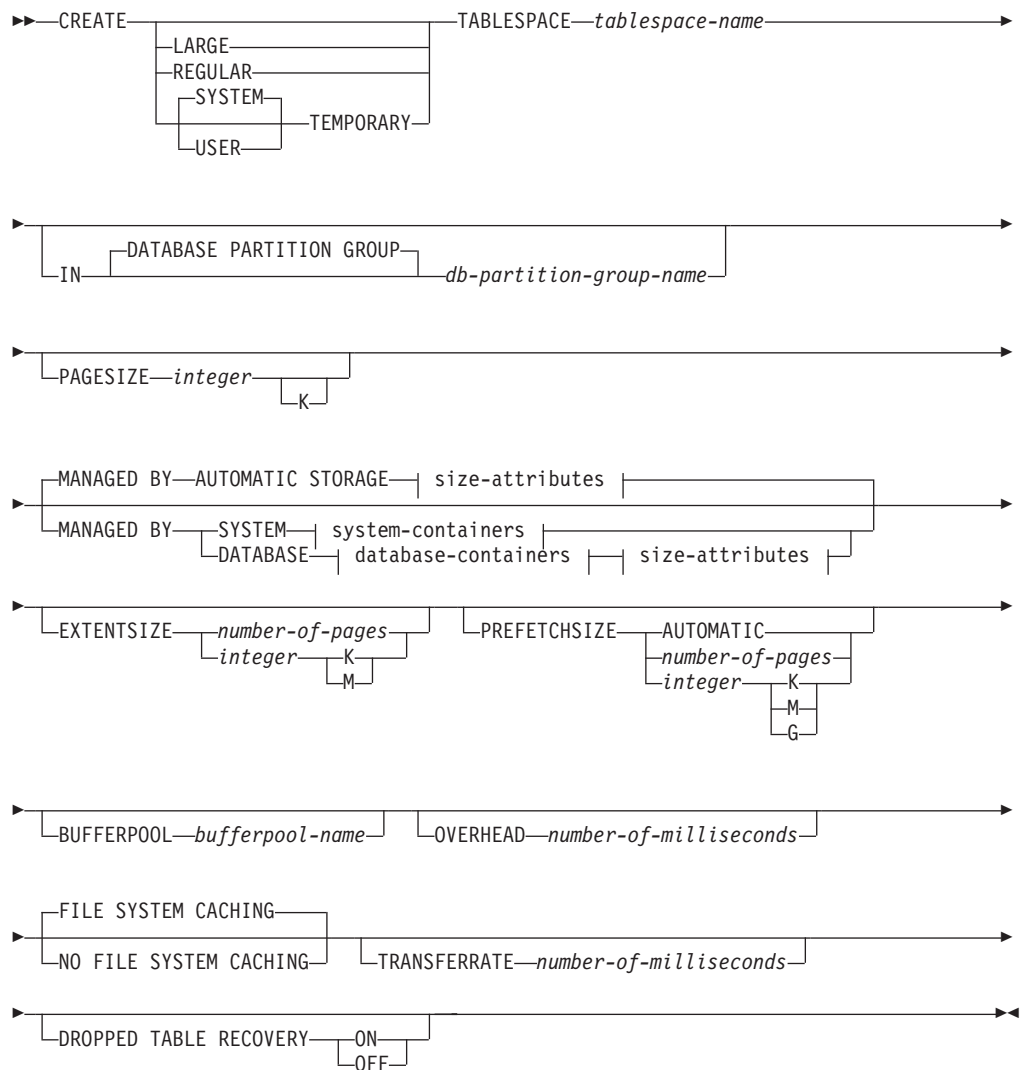 CREATE TABLESPACE tablespace-name
LARGE
REGULAR
SYSTEM
TEMPORARY
USER
DATABASE PARTITION GROUP
IN db-partition-group-name
PAGESIZE integer
K
MANAGED BY AUTOMATIC STORAGE size-attributes
MANAGED BY SYSTEM system-containers
DATABASE database-containers size-attributes
EXTENTSIZE number-of-pages PREFETCHSIZE AUTOMATIC
integer K number-of-pages
M integer K
M
G
BUFFERPOOL bufferpool-name OVERHEAD number-of-milliseconds
FILE SYSTEM CACHING
NO FILE SYSTEM CACHING TRANSFERRATE number-of-milliseconds
DROPPED TABLE RECOVERY ON
OFF